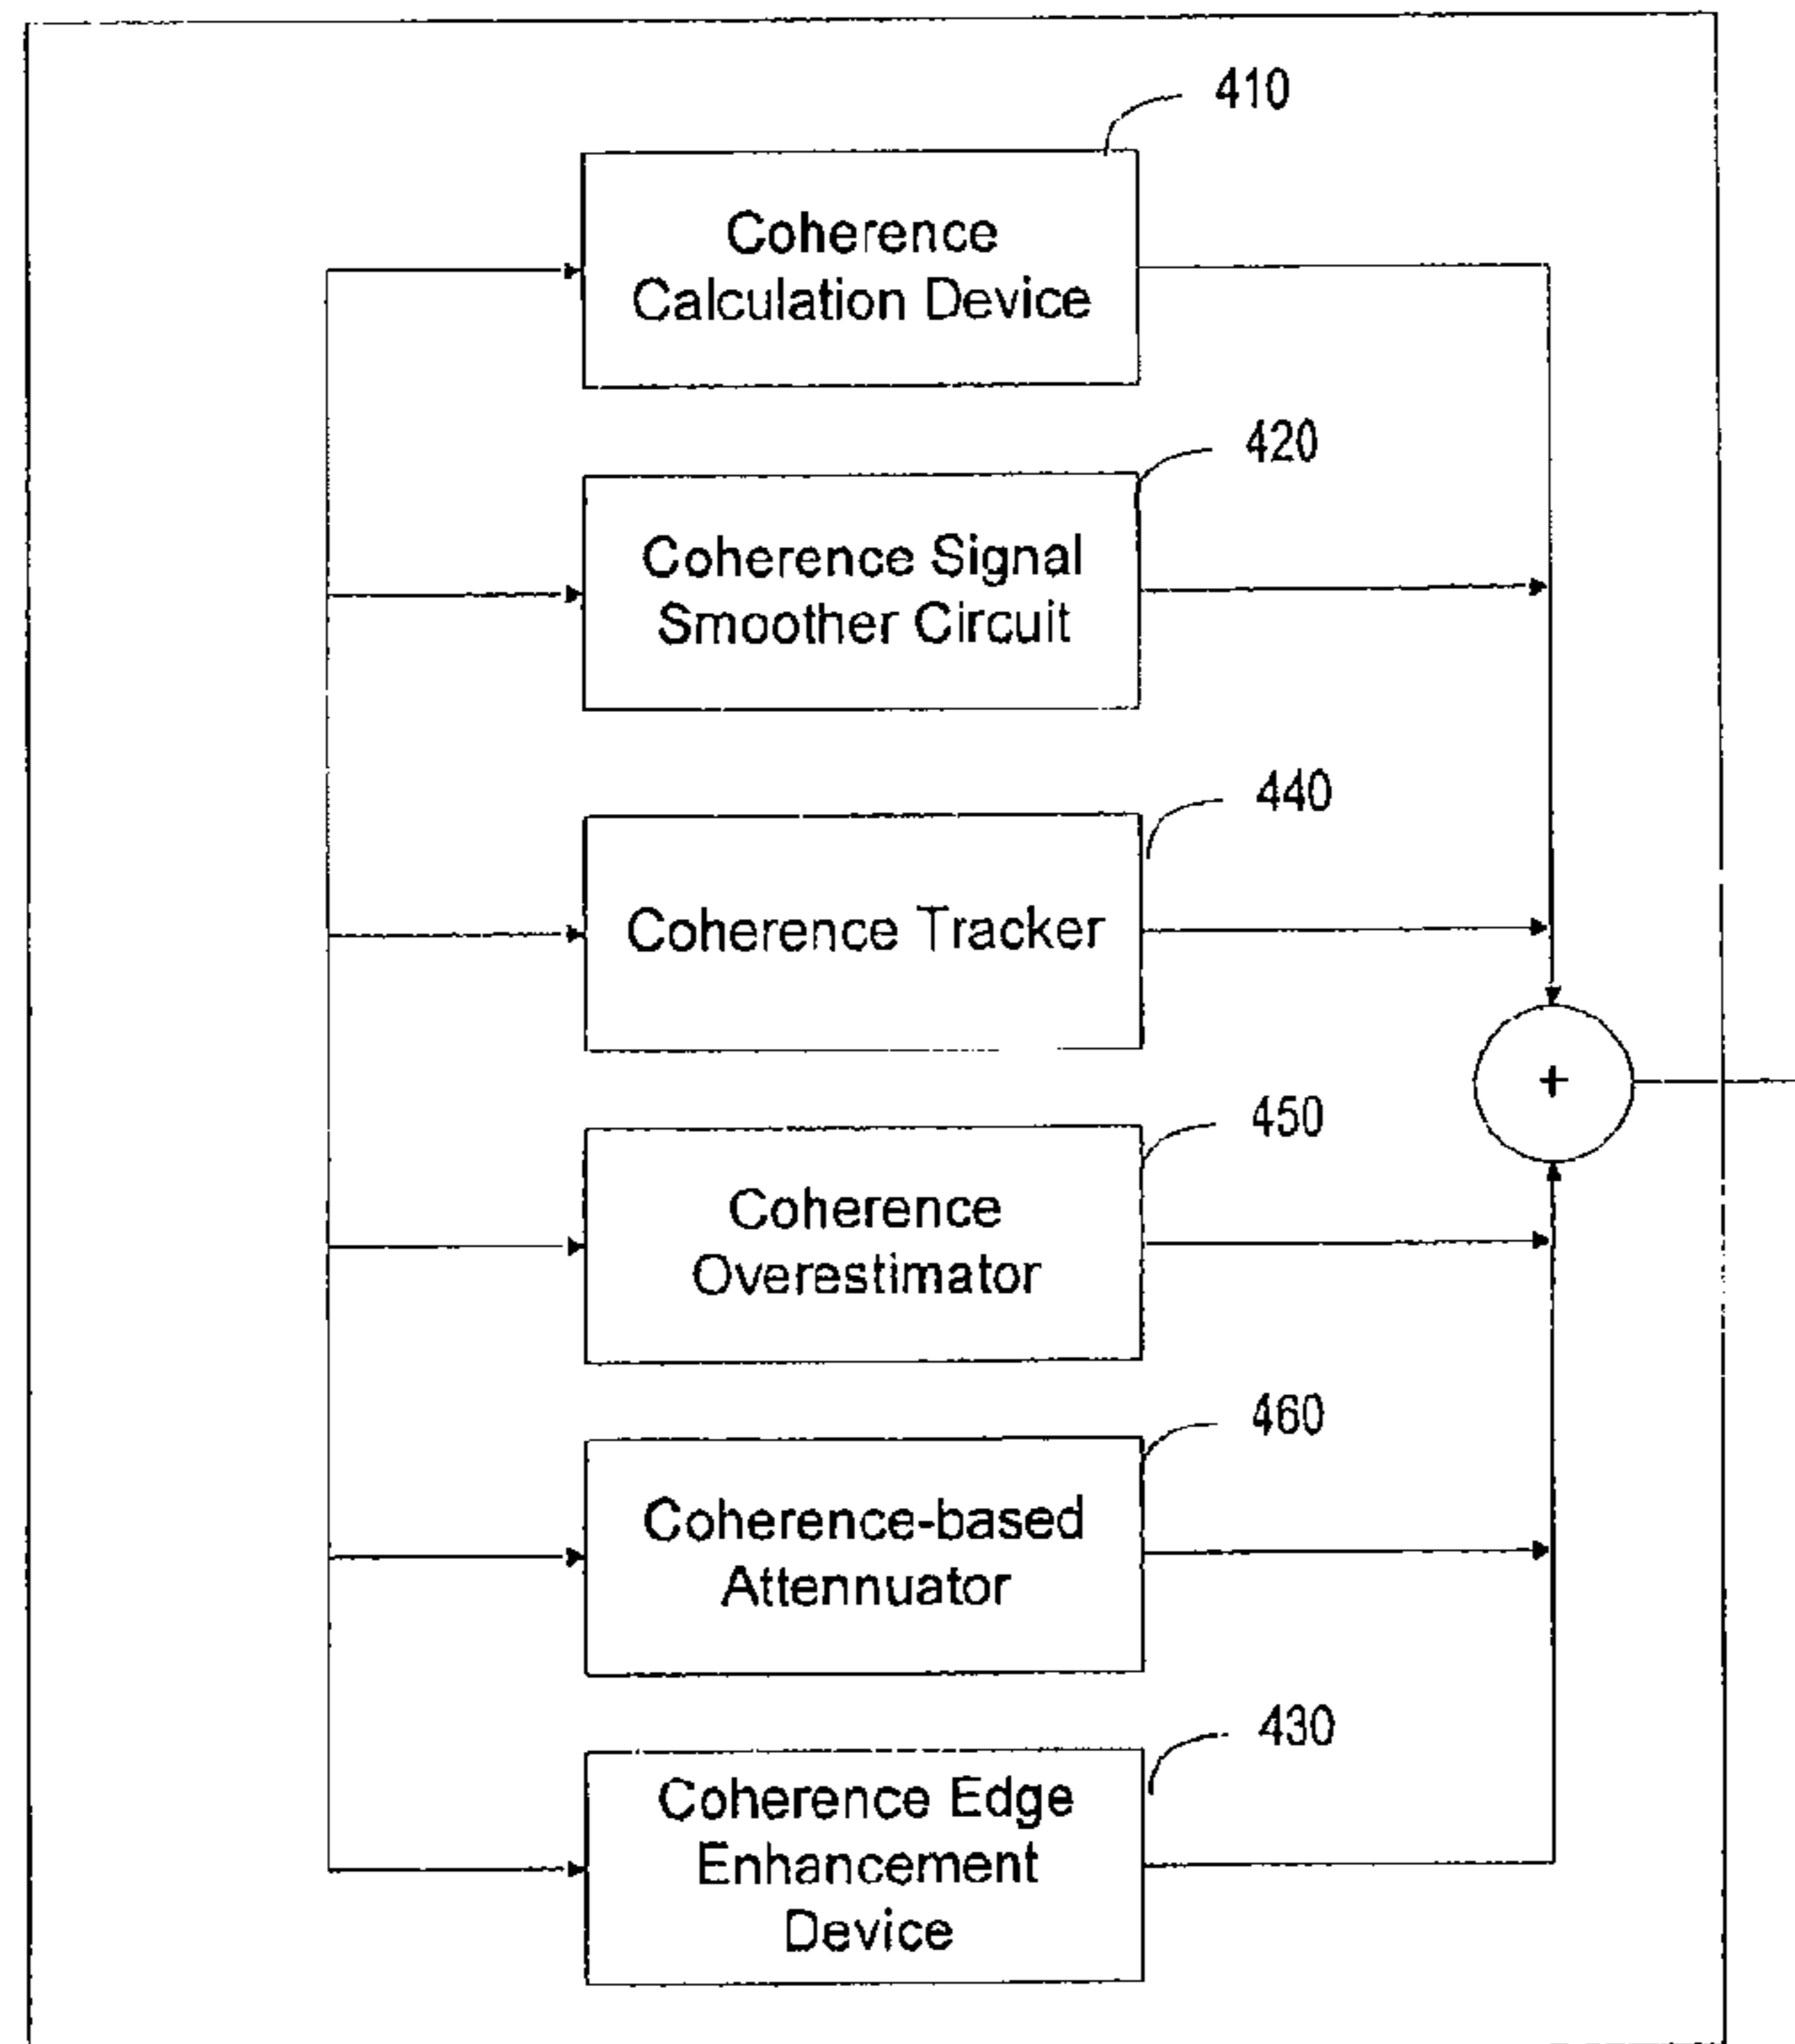 410
Coherence
Calculation Device
420
Coherence Signal
Smoother Circuit
440
Coherence Tracker
+
450
Coherence
Overestimator
460
Coherence-based
Attennuator
430
Coherence Edge
Enhancement
Device